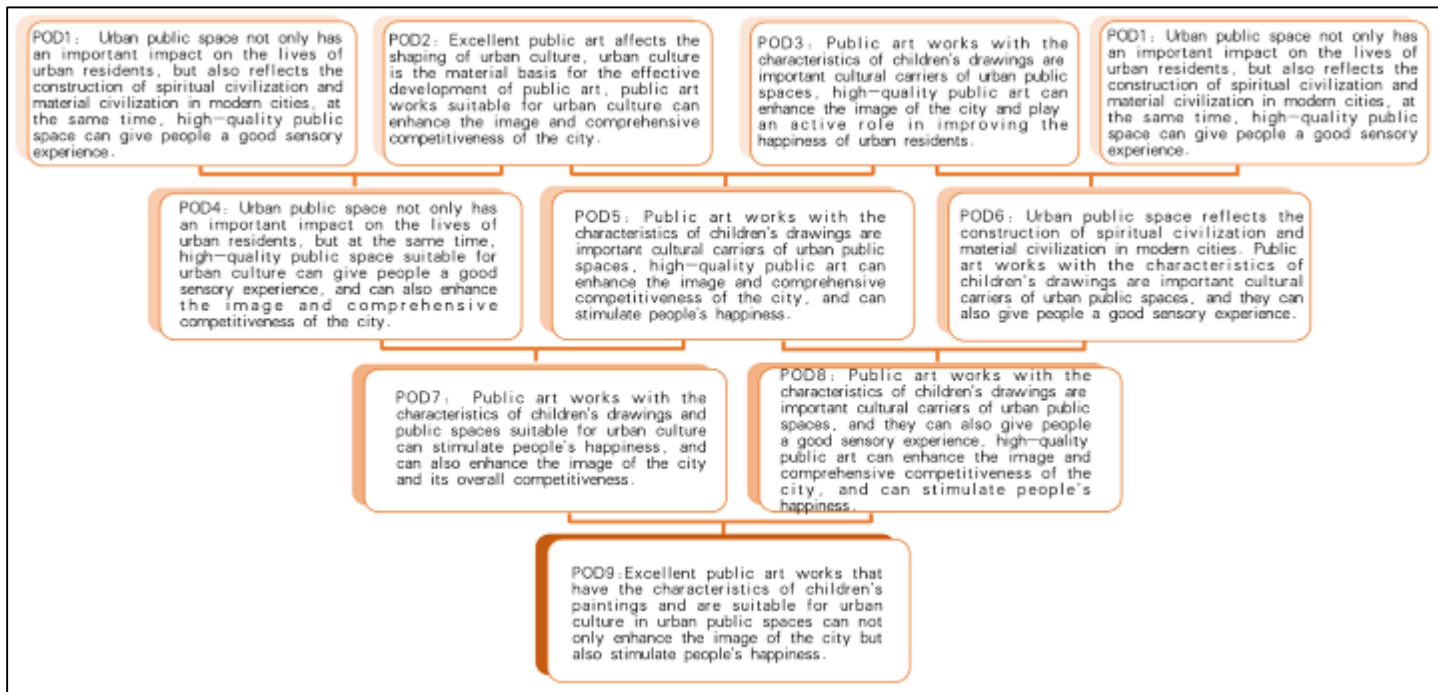 POD1： Urban public space not only has
an important impact on the lives of
urban residents, but also reflects the
construction of spiritual civilization and
material civilization in modern cities, at
the same time, high-quality public
space can give people a good sensory
experience.
POD2: Excellent public art affects the
shaping of urban culture, urban culture
is the material basis for the effective
development of public art, public art
works suitable for urban culture can
enhance the image and comprehensive
competitiveness of the city.
POD3: Public art works with the
characteristics of children's drawings are
important cultural carriers of urban public
spaces, high-quality public art can
enhance the image of the city and play
an active role in improving the
happiness of urban residents.
POD1: Urban public space not only has
an important impact on the lives of
urban residents, but also reflects the
construction of spiritual civilization and
material civilization in modern cities, at
the same time, high-quality public
space can give people a good sensory
experience.
POD4: Urban public space not only has
an important impact on the lives of
urban residents, but at the same time,
high-quality public space suitable for
urban culture can give people a good
sensory experience, and can also enhance
the image and comprehensive
competitiveness of the city.
POD5: Public art works with the
characteristics of children's drawings are
important cultural carriers of urban public
spaces, high-quality public art can
enhance the image and comprehensive
competitiveness of the city, and can
stimulate people's happiness.
POD6: Urban public space reflects the
construction of spiritual civilization and
material civilization in modern cities. Public
art works with the characteristics of
children's drawings are important cultural
carriers of urban public spaces, and they can
also give people a good sensory experience.
POD7： Public art works with the
characteristics of children's drawings and
public spaces suitable for urban culture
can stimulate people's happiness, and
can also enhance the image of the city
and its overall competitiveness.
POD8: Public art works with the
characteristics of children's drawings are
important cultural carriers of urban public
spaces, and they can also give people
a good sensory experience, high-quality
public art can enhance the image and
comprehensive competitiveness of the
city, and can stimulate people's
happiness.
POD9:Excellent public art works that
have the characteristics of children's
paintings and are suitable for urban
culture in urban public spaces can not
only enhance the image of the city but
also stimulate people's happiness.